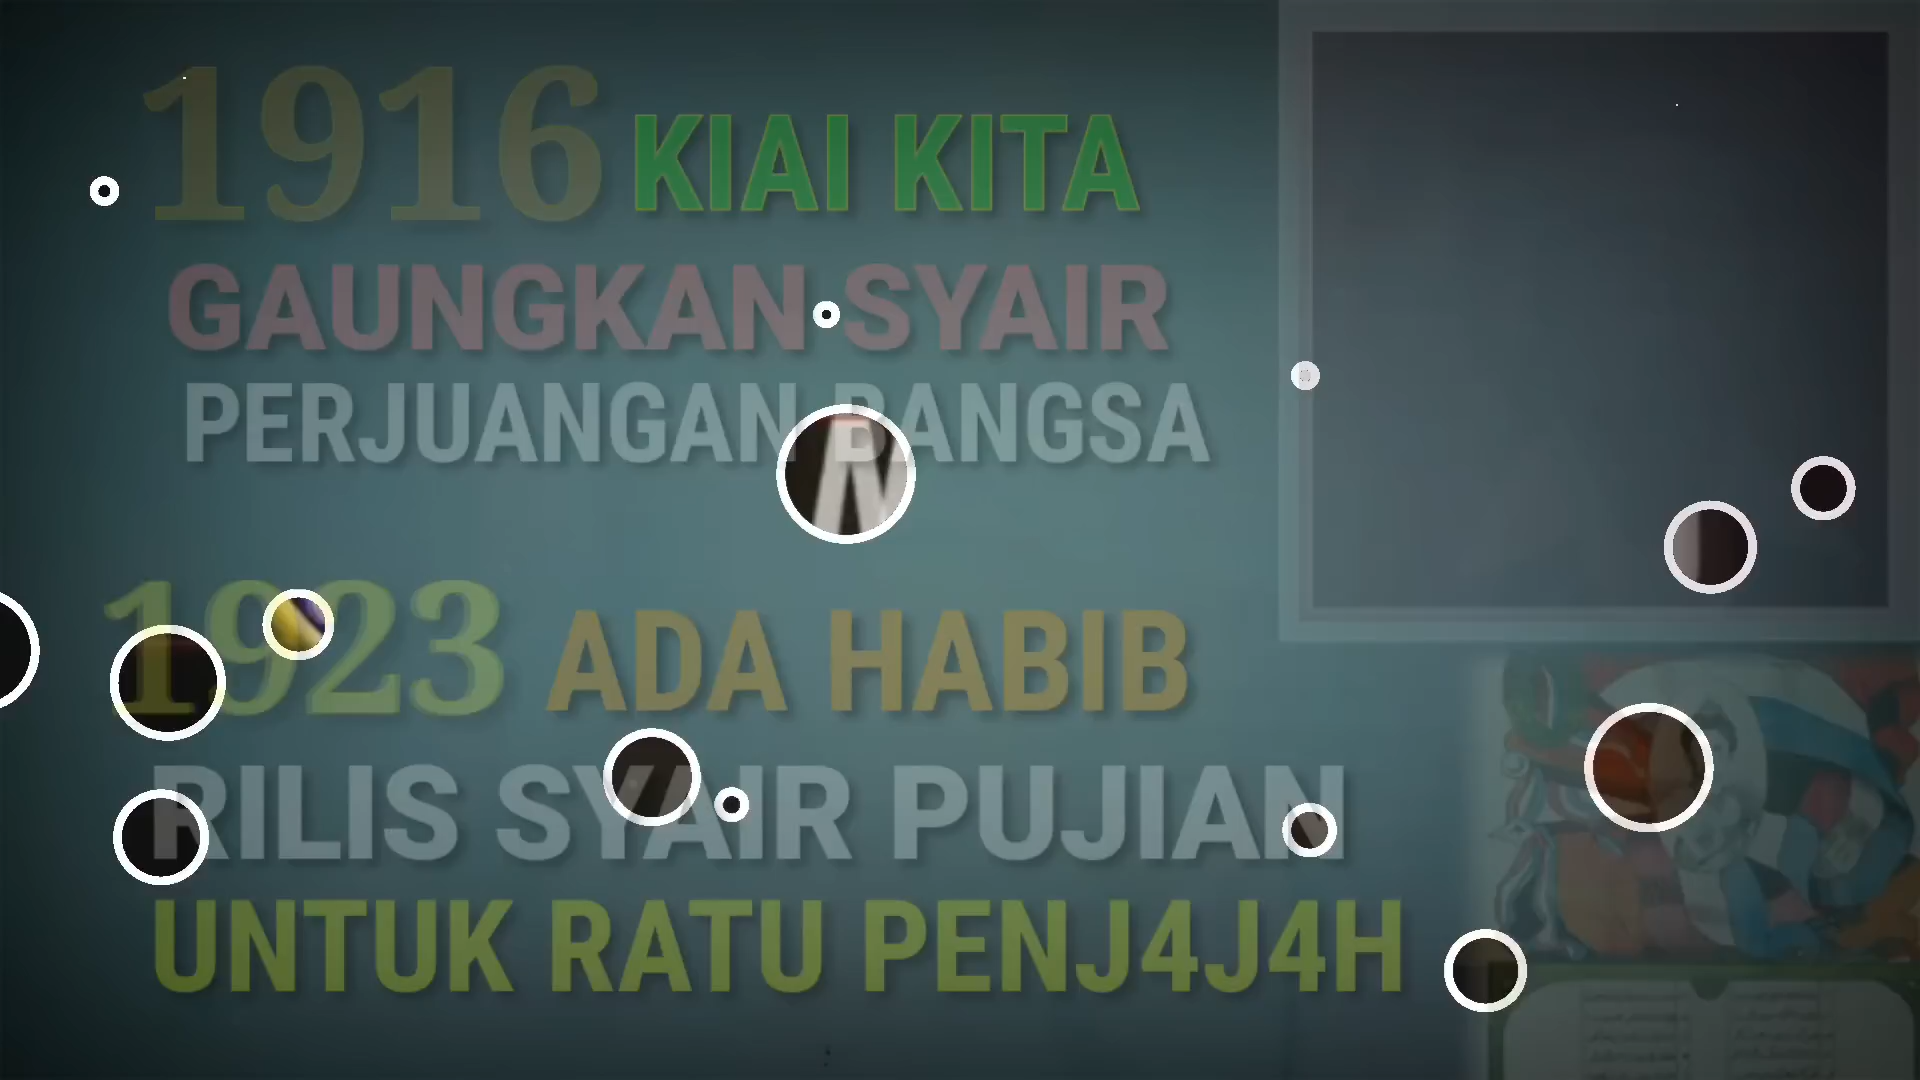 1916 KIAI KITA
GAUNGKAN SYAIR
PERJUANGAN BANGSA
1923 ADA HABIB
RILIS SYAIR PUJIAN
UNTUK RATU PENJ4J4H